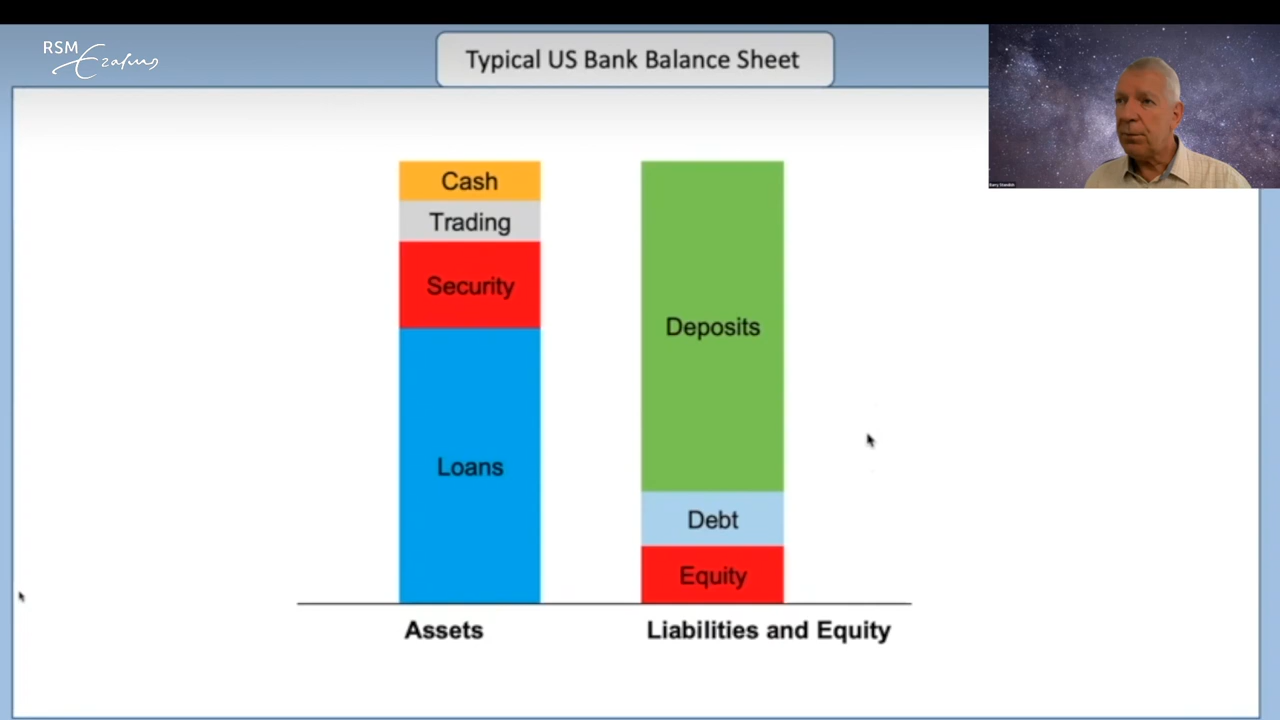 RSM
Erasmus
Typical US Bank Balance Sheet
Cash
Trading
Security
Loans
Deposits
Debt
Equity
Assets
Liabilities and Equity